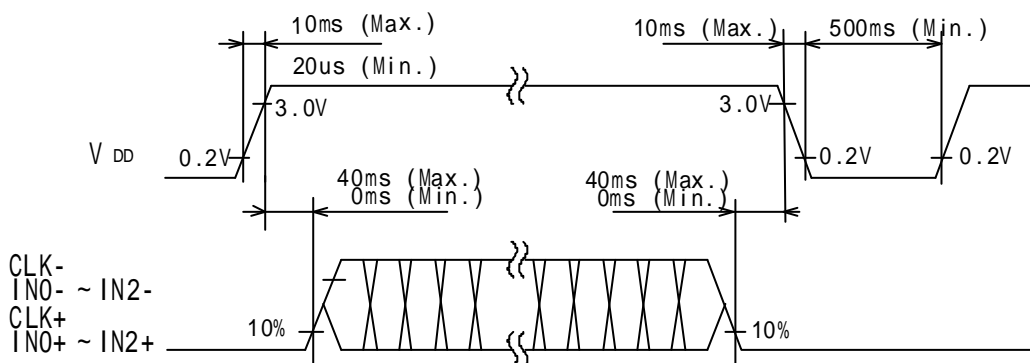 10ms (Max.)
10ms (Max.)
500ms (Min.)
20us (Min.)
3.0V
3.0V
VDD
0.2V
0.2V
0.2V
40ms (Max.)
0ms (Min.)
40ms (Max.)
0ms (Min.)
CLK-
IN0- ~ IN2-
CLK+
IN0+ ~ IN2+
10%
10%